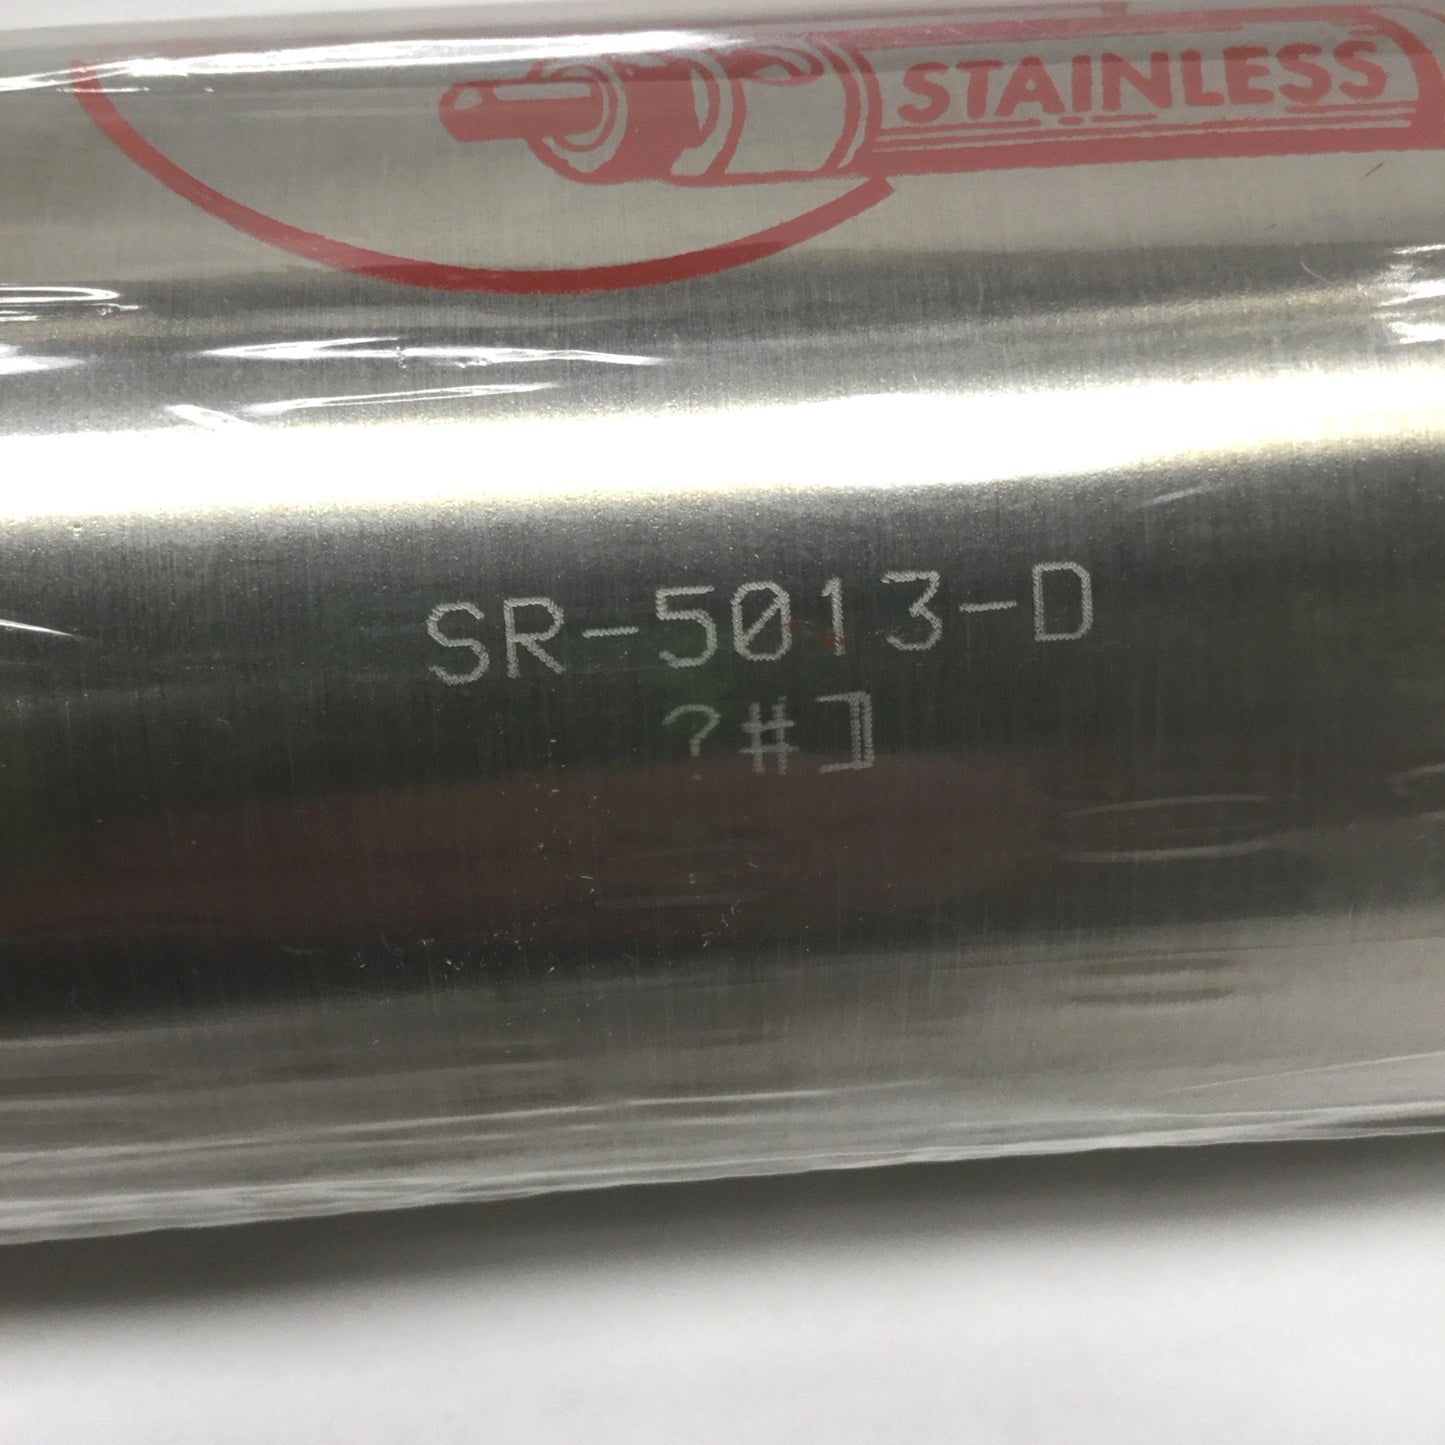 STAINLESS
SR-5013-D
?#]